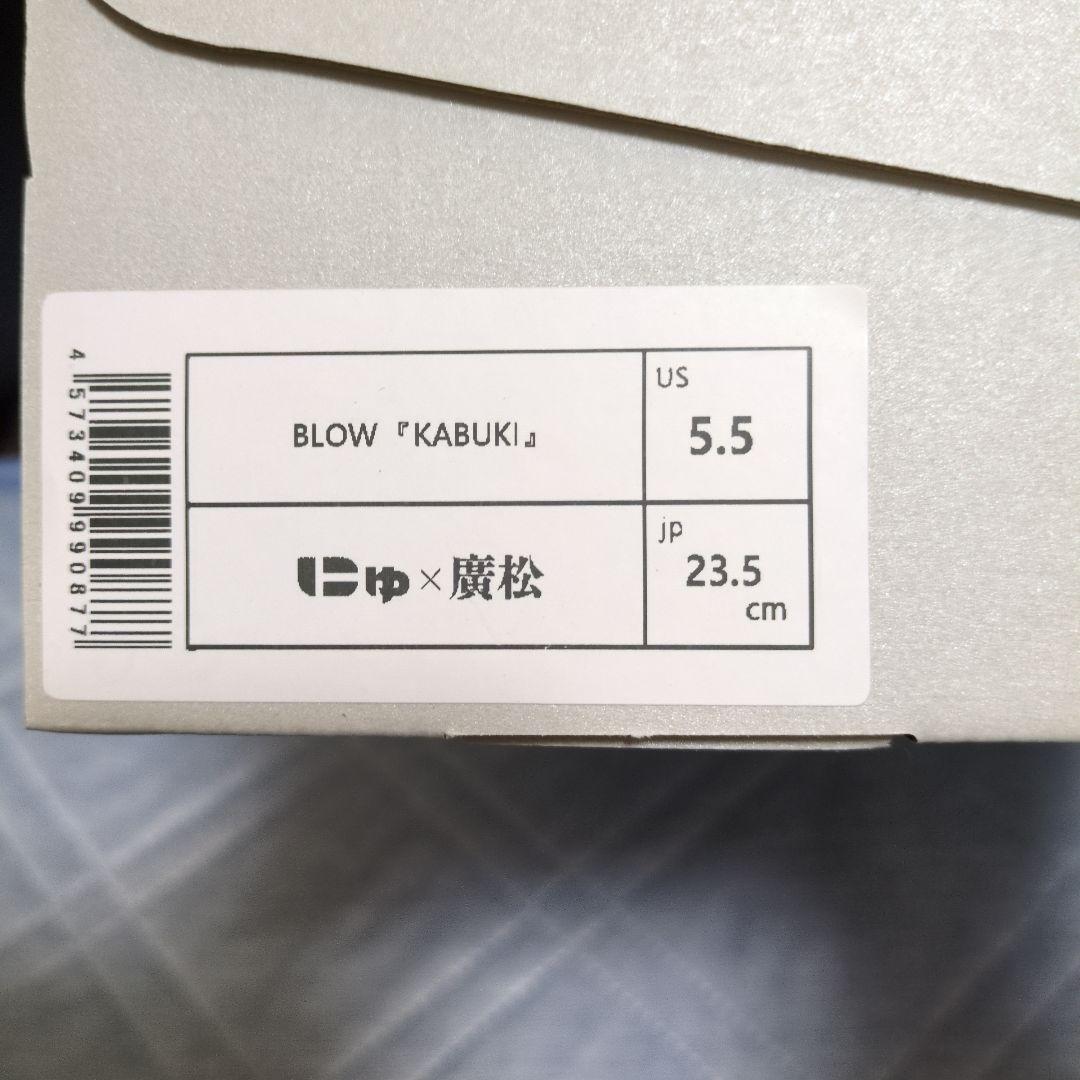 4 573409 990877
BLOW『KABUKI』
US
5.5
にゅ×廣松
jp
23.5
cm